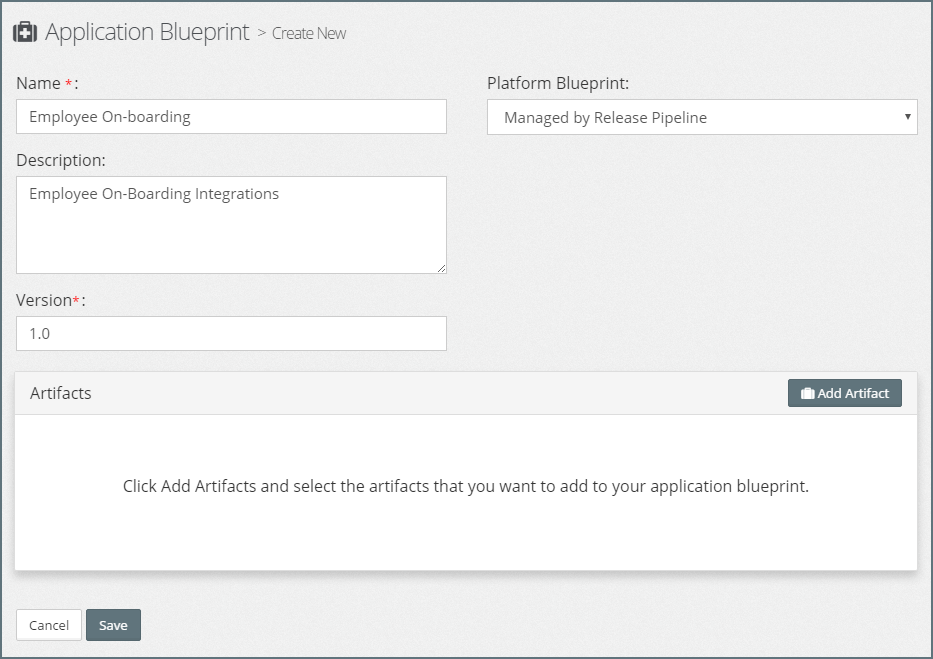 Application Blueprint > Create New
Name *:
Employee On-boarding
Platform Blueprint:
Managed by Release Pipeline
Description:
Employee On-Boarding Integrations
Version*:
1.0
Artifacts
Add Artifact
Click Add Artifacts and select the artifacts that you want to add to your application blueprint.
Cancel
Save